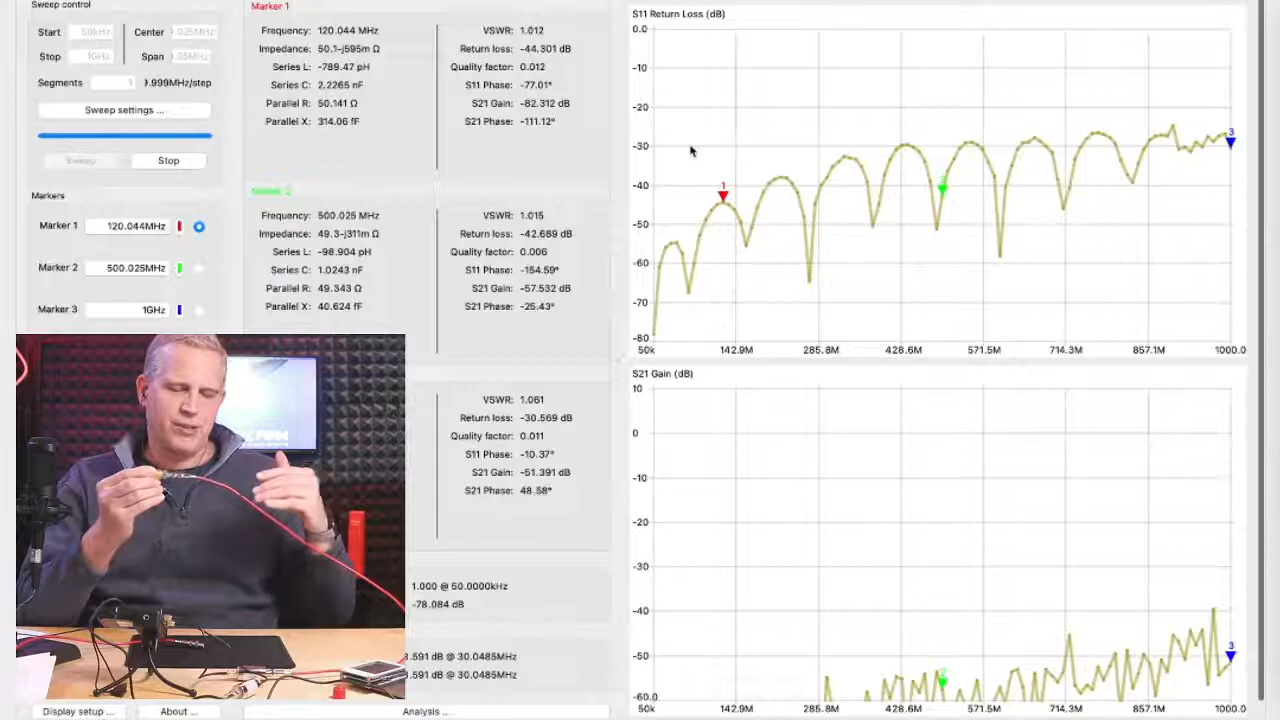 Sweep control
Start 50kHz Center
Stop 1GHz Span
Segments 1 9.999MHz/step
Sweep settings ...
Sweep Stop
Markers
Marker 1 120.044MHz
Marker 2 500.025MHz
Marker 3 1GHz
Marker 1
Frequency: 120.044 MHz
Impedance: 50.1-j595m Ω
Series L: -789.47 pH
Series C: 2.2265 nF
Parallel R: 50.141 Ω
Parallel X: 314.06 fF
VSWR: 1.012
Return loss: -44.301 dB
Quality factor: 0.012
S11 Phase: -77.01°
S21 Gain: -82.312 dB
S21 Phase: -111.12°
Marker 2
Frequency: 500.025 MHz
Impedance: 49.3-j311m Ω
Series L: -98.904 pH
Series C: 1.0243 nF
Parallel R: 49.343 Ω
Parallel X: 40.624 fF
VSWR: 1.015
Return loss: -42.689 dB
Quality factor: 0.006
S11 Phase: -154.59°
S21 Gain: -57.532 dB
S21 Phase: -25.43°
VSWR: 1.061
Return loss: -30.569 dB
Quality factor: 0.011
S11 Phase: -10.37°
S21 Gain: -51.391 dB
S21 Phase: 48.58°
1.000 @ 50.0000kHz
-78.084 dB
.591 dB @ 30.0485MHz
.591 dB @ 30.0485MHz
Display setup ... About ... Analysis ...
S11 Return Loss (dB)
0.0
-10
-20
-30
-40
-50
-60
-70
-80
1
2
3
50k 142.9M 285.8M 428.6M 571.5M 714.3M 857.1M 1000.0
S21 Gain (dB)
10
0
-10
-20
-30
-40
-50
-60.0
2
3
50k 142.9M 285.8M 428.6M 571.5M 714.3M 857.1M 1000.0